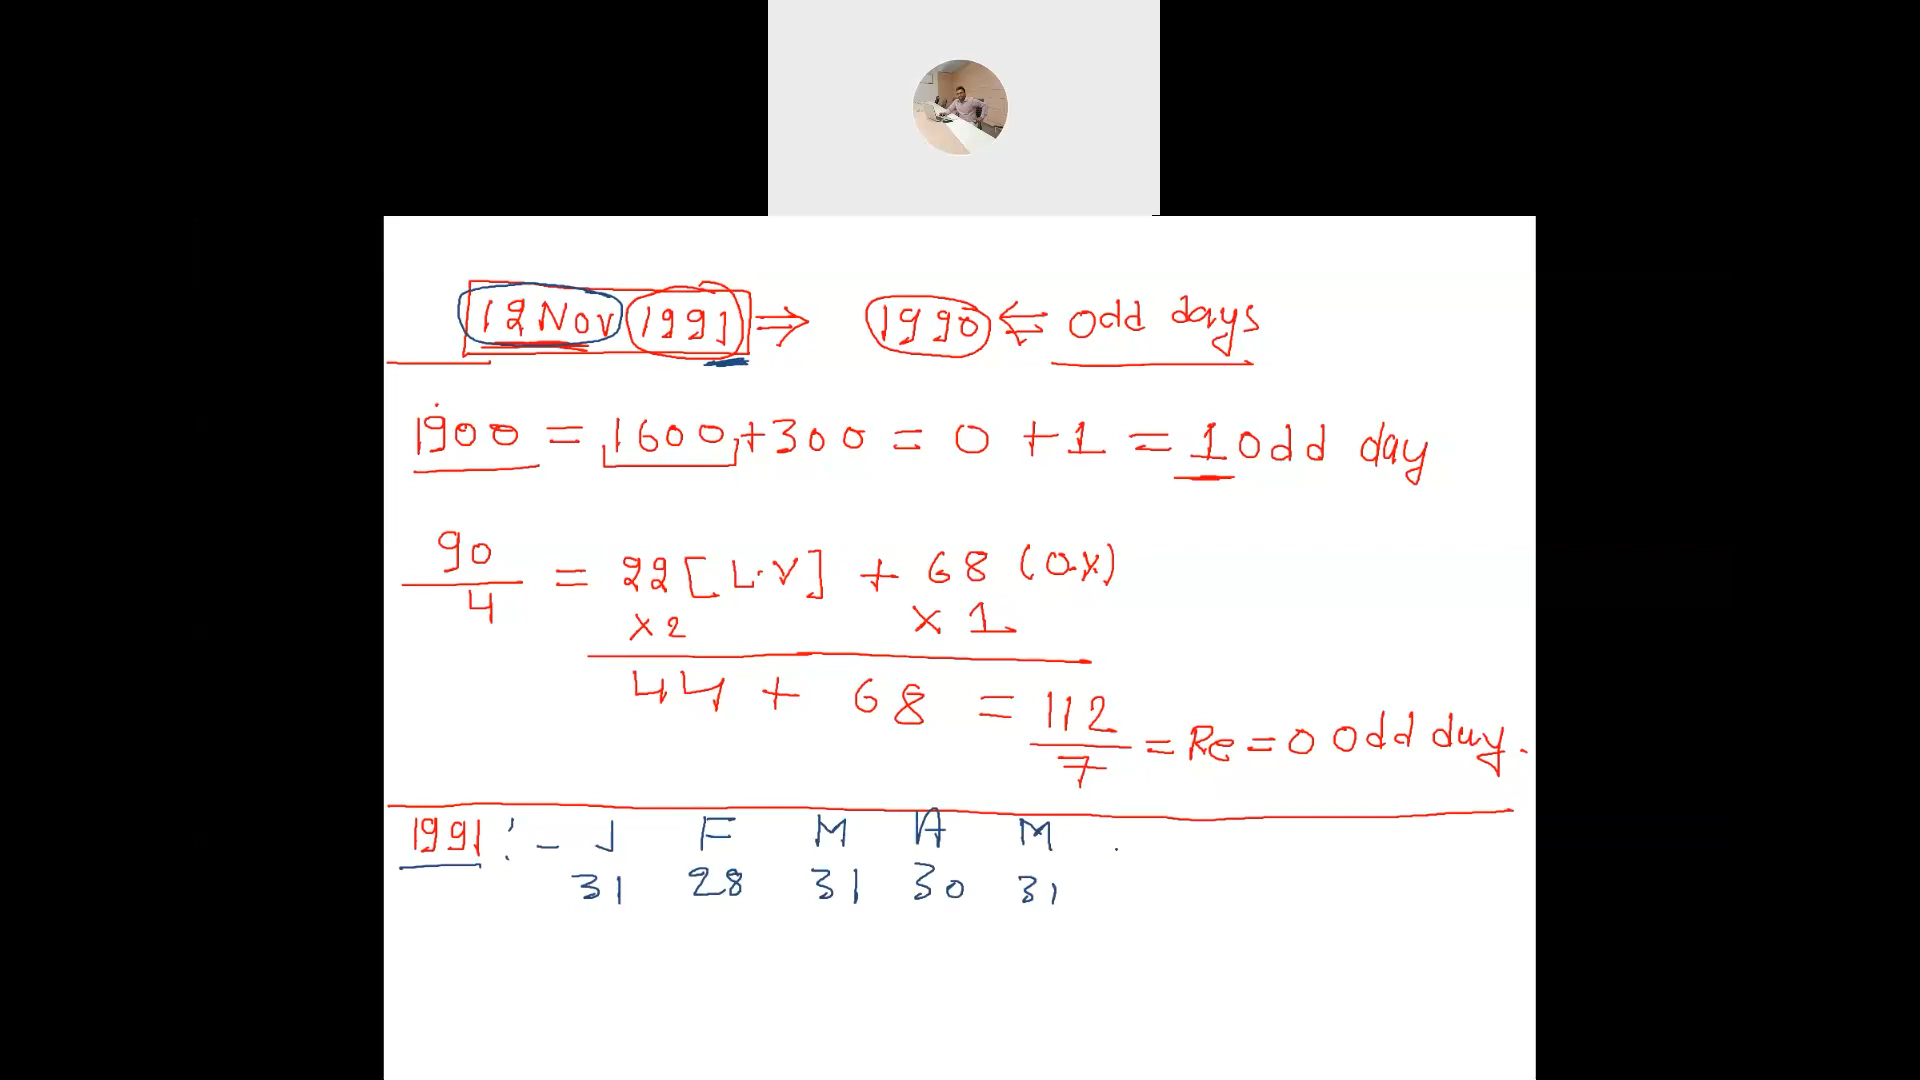 12 Nov 1991 ⇒ 1990 ⇐ Odd days
1900 = 1600 + 300 = 0 + 1 = 1 Odd day
90/4 = 22 [L.Y] + 68 (O.Y)
×2 ×1
44 + 68 = 112/7 = Re = 0 Odd day.
1991 :- J F M A M
31 28 31 30 31